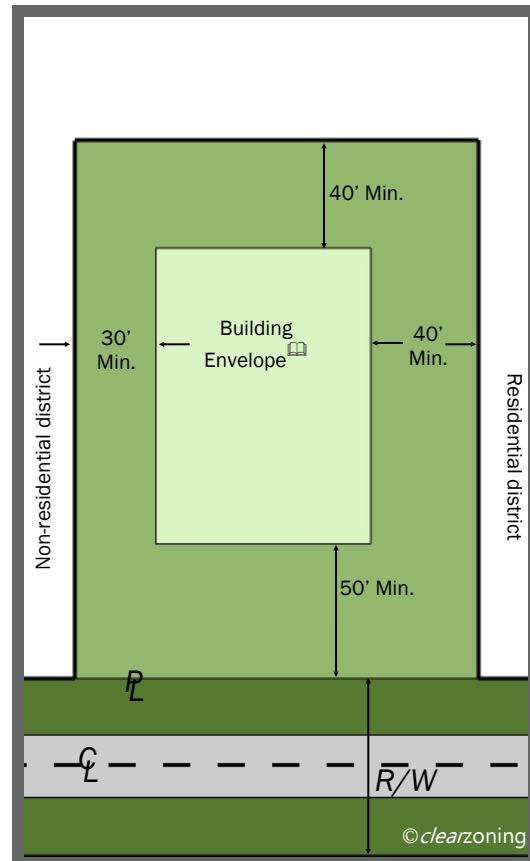 40’ Min.
30’
Min.
Building
Envelope
40’
Min.
Non-residential district
Residential district
50’ Min.
PL
CL
R/W
©clearzoning